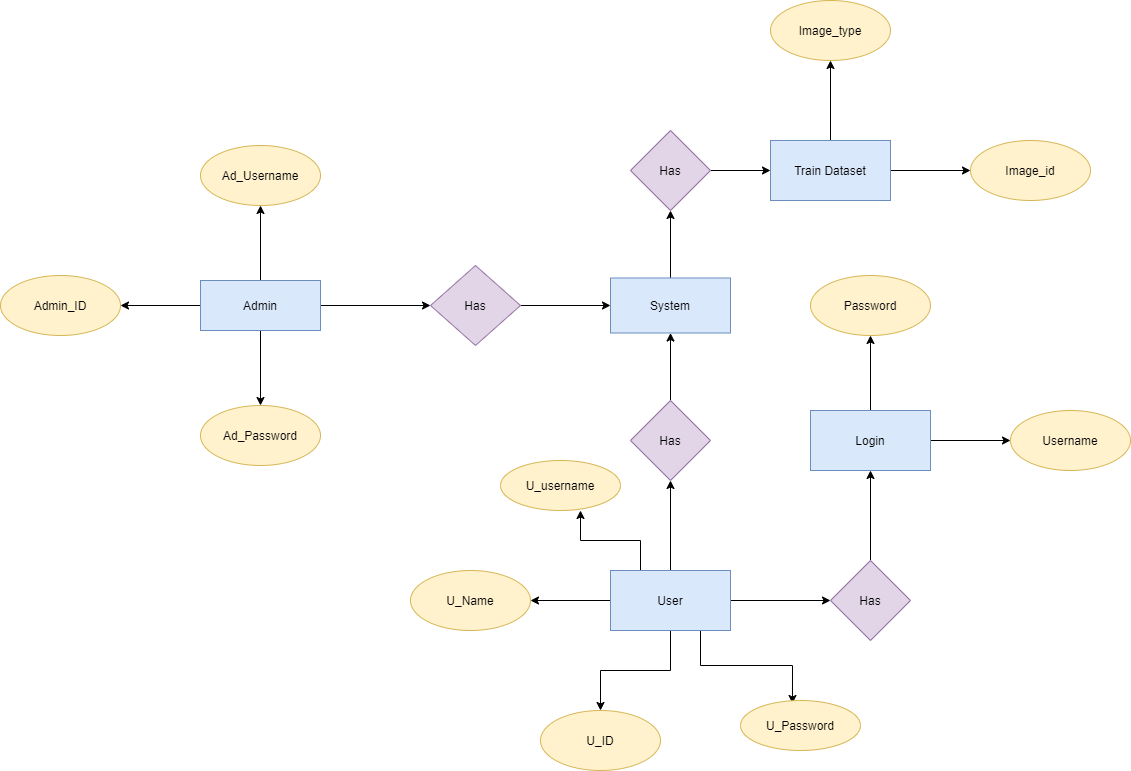 Image_type
Has
Train Dataset
Image_id
Ad_Username
Admin_ID
Admin
Has
System
Password
Ad_Password
Has
Login
Username
U_username
U_Name
User
Has
U_ID
U_Password